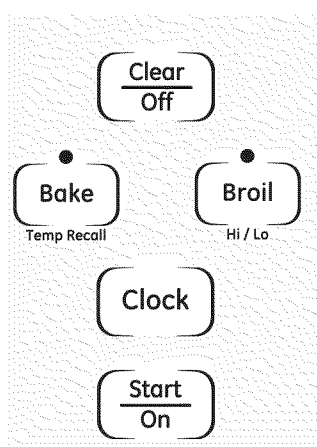 Clear
Off
Bake
Broil
Temp Recall
Hi / Lo
Clock
Start
On